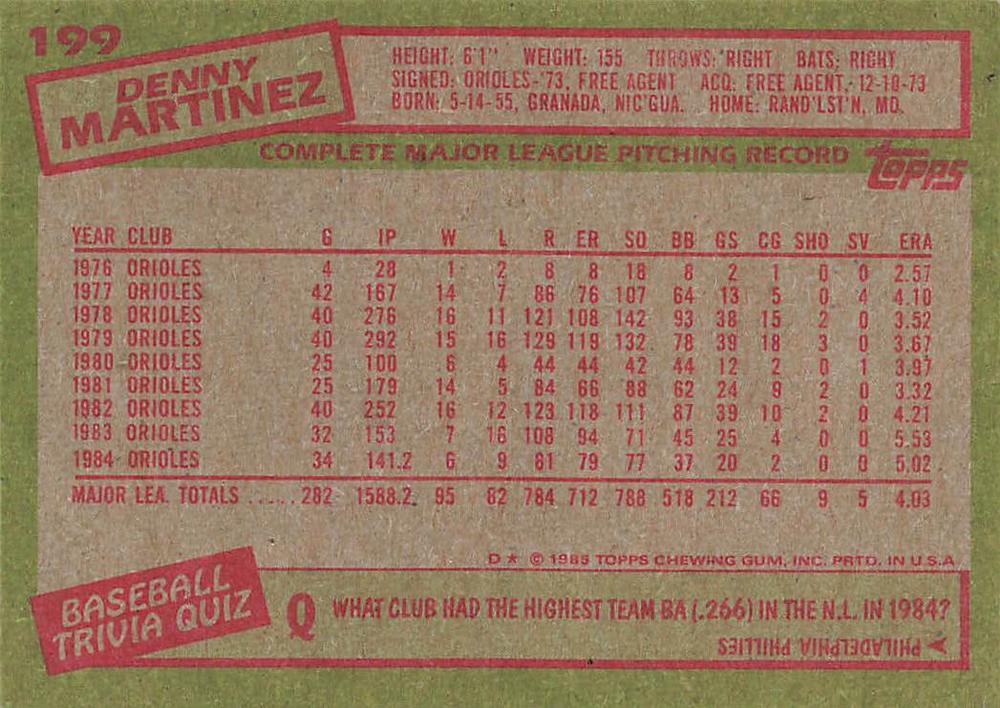 199
DENNY
MARTINEZ
HEIGHT: 6'1" WEIGHT: 155 THROWS: RIGHT BATS: RIGHT
SIGNED: ORIOLES-'73, FREE AGENT ACQ: FREE AGENT,-12-10-73
BORN: 5-14-55, GRANADA, NIC'GUA. HOME: RAND'LST'N, MD.
COMPLETE MAJOR LEAGUE PITCHING RECORD
TOPPS
YEAR CLUB G IP W L R ER SO BB GS CG SHO SV ERA
1976 ORIOLES 4 28 1 2 8 8 18 8 2 1 0 0 2.57
1977 ORIOLES 42 167 14 7 86 76 107 64 13 5 0 4 4.10
1978 ORIOLES 40 276 16 11 121 108 142 93 38 15 2 0 3.52
1979 ORIOLES 40 292 15 16 129 119 132 78 39 18 3 0 3.67
1980 ORIOLES 25 100 6 4 44 44 42 44 12 2 0 1 3.97
1981 ORIOLES 25 179 14 5 84 66 88 62 24 9 2 0 3.32
1982 ORIOLES 40 252 16 12 123 118 111 87 39 10 2 0 4.21
1983 ORIOLES 32 153 7 16 108 94 71 45 25 4 0 0 5.53
1984 ORIOLES 34 141.2 6 9 81 79 77 37 20 2 0 0 5.02
MAJOR LEA. TOTALS ..... 282 1588.2 95 82 784 712 788 518 212 66 9 5 4.03
D★ © 1985 TOPPS CHEWING GUM, INC. PRTD. IN U.S.A
BASEBALL
TRIVIA QUIZ
Q WHAT CLUB HAD THE HIGHEST TEAM BA (.266) IN THE N.L. IN 1984?
A PHILADELPHIA PHILLIES